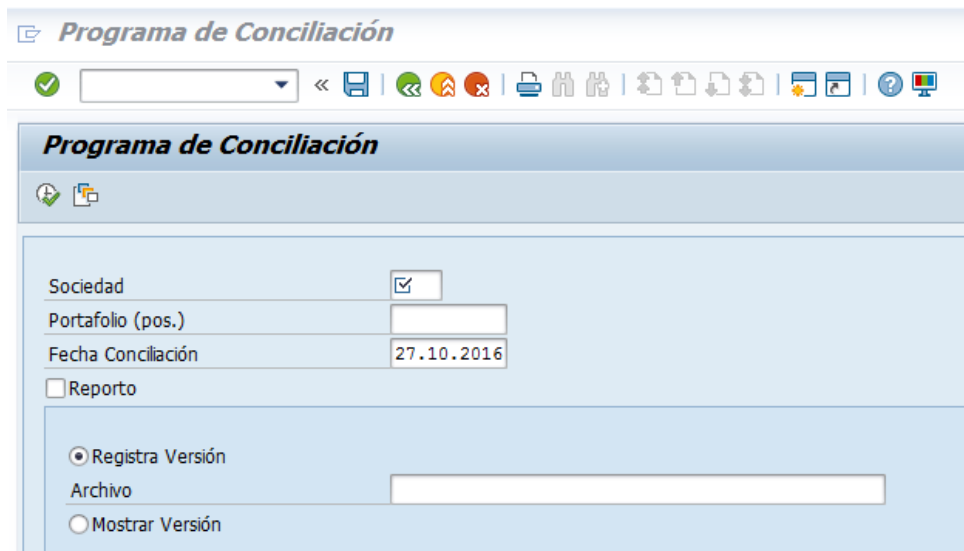 Programa de Conciliación
Programa de Conciliación
Sociedad
Portafolio (pos.)
Fecha Conciliación 27.10.2016
Reporto
Registra Versión
Archivo
Mostrar Versión